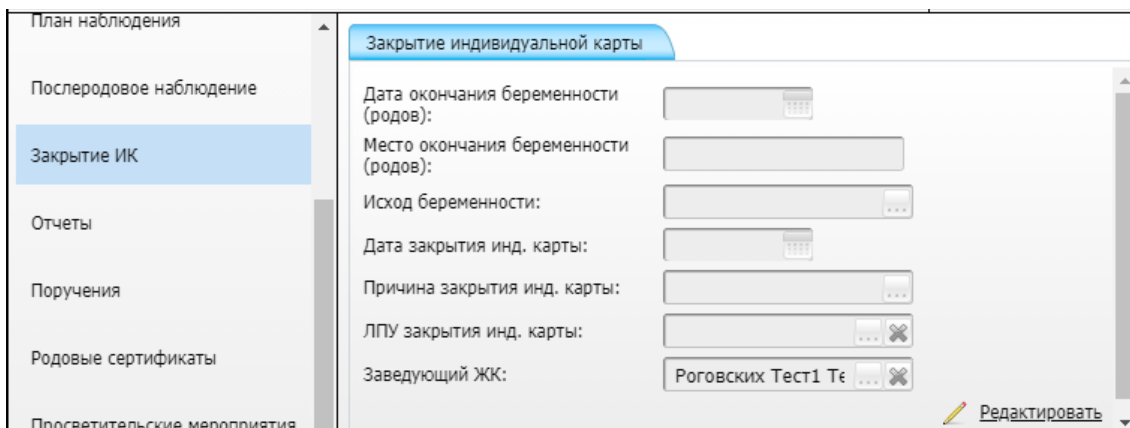 План наблюдения
Послеродовое наблюдение
Закрытие ИК
Отчеты
Поручения
Родовые сертификаты
Просветительские мероприятия
Закрытие индивидуальной карты
Дата окончания беременности
(родов):
Место окончания беременности
(родов):
Исход беременности:
...
Дата закрытия инд. карты:
Причина закрытия инд. карты:
...
ЛПУ закрытия инд. карты:
...
Заведующий ЖК:
Роговских Тест1 Те ...
Редактировать